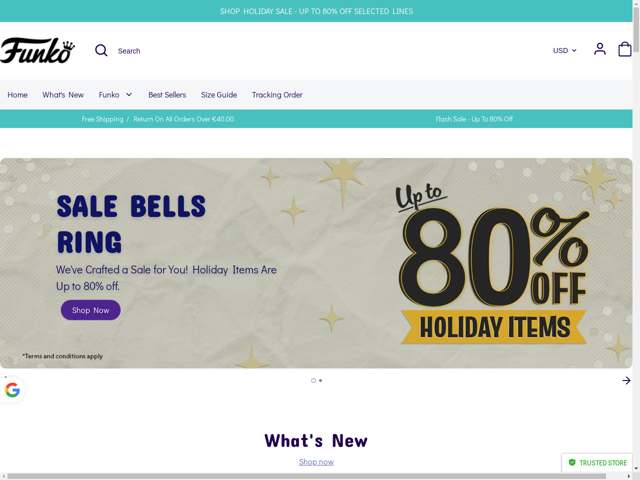 SHOP HOLIDAY SALE - UP TO 80% OFF SELECTED LINES
Funko
Search
USD
Home
What's New
Funko
Best Sellers
Size Guide
Tracking Order
Free Shipping / Return On All Orders Over €40.00
Flash Sale - Up To 80% Off
SALE BELLS
RING
We've Crafted a Sale for You! Holiday Items Are
Up to 80% off.
Shop Now
*Terms and conditions apply
Up to
80%
OFF
HOLIDAY ITEMS
G
What's New
Shop now
TRUSTED STORE